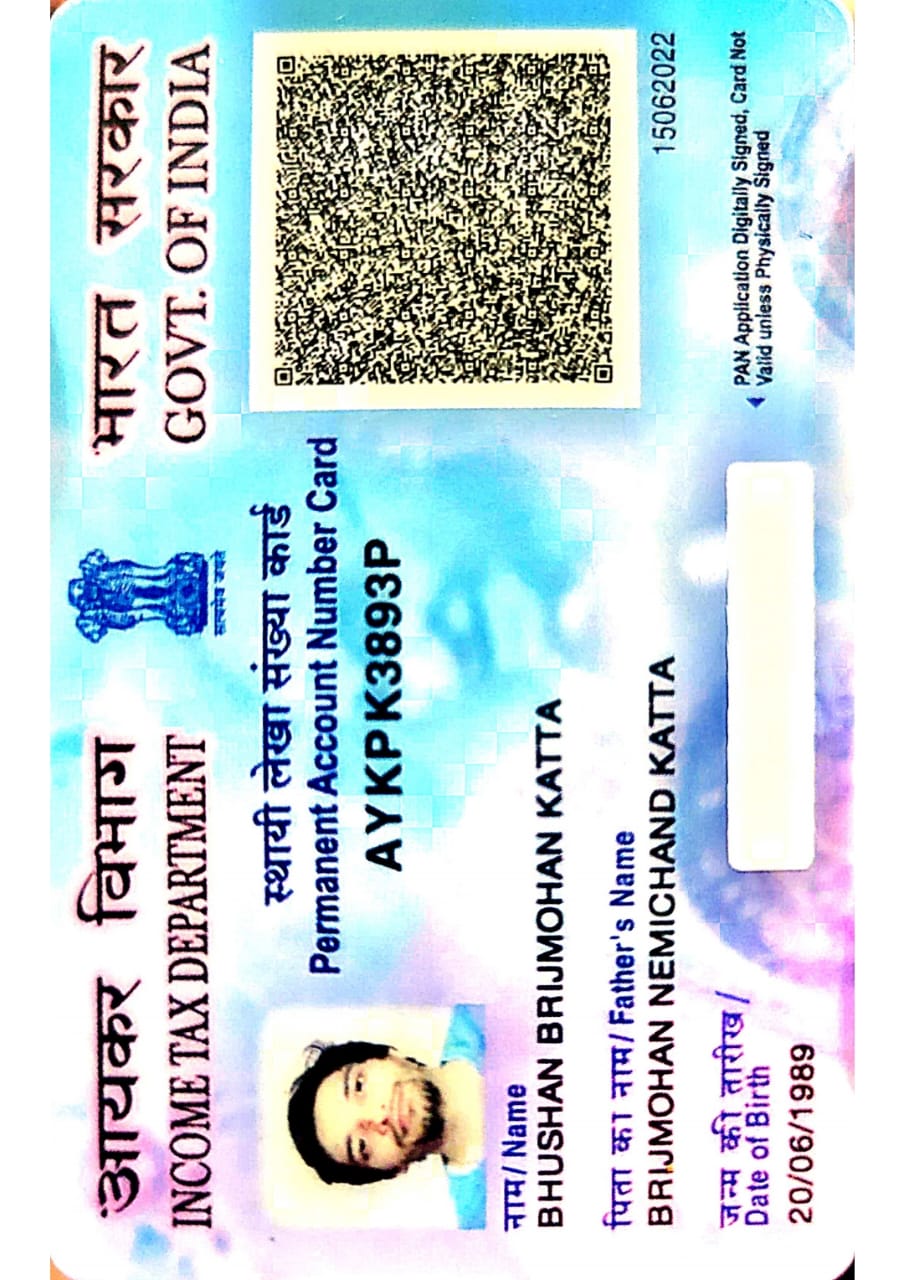 आयकर विभाग
INCOME TAX DEPARTMENT
सत्यमेव जयते
भारत सरकार
GOVT. OF INDIA
स्थायी लेखा संख्या कार्ड
Permanent Account Number Card
AYKPK3893P
नाम/ Name
BHUSHAN BRIJMOHAN KATTA
पिता का नाम/ Father's Name
BRIJMOHAN NEMICHAND KATTA
जन्म की तारीख /
Date of Birth
20/06/1989
15062022
PAN Application Digitally Signed, Card Not
Valid unless Physically Signed